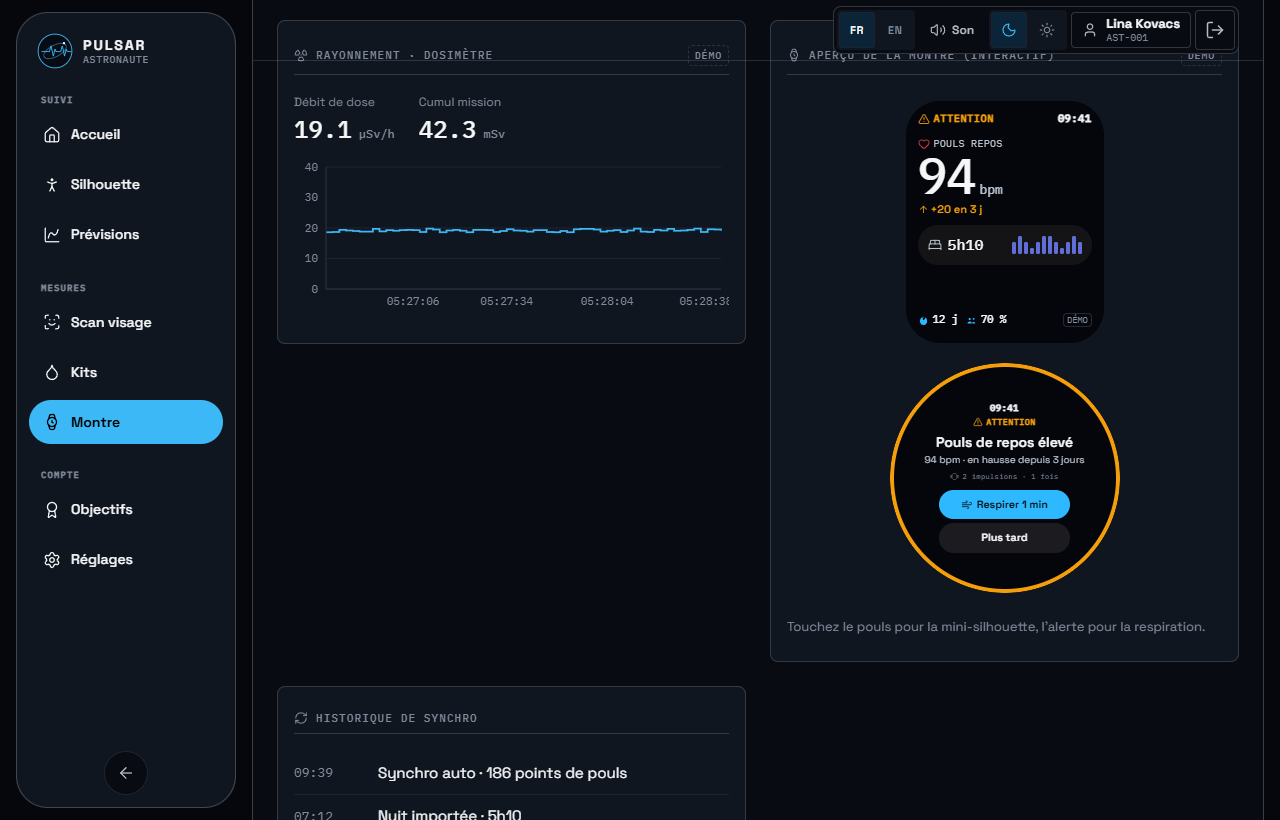 PULSAR
ASTRONAUTE
SUIVI
Accueil
Silhouette
Prévisions
MESURES
Scan visage
Kits
Montre
COMPTE
Objectifs
Réglages
FR EN Son Lina Kovacs
AST-001
RAYONNEMENT · DOSIMÈTRE DÉMO
Débit de dose Cumul mission
19.1 µSv/h 42.3 mSv
40
30
20
10
0
05:27:06 05:27:34 05:28:04 05:28:38
HISTORIQUE DE SYNCHRO
09:39 Synchro auto · 186 points de pouls
07:12 Nuit importée · 5h10
APERÇU DE LA MONTRE (INTERACTIF) DÉMO
ATTENTION 09:41
POULS REPOS
94 bpm
+20 en 3 j
5h10
12 j 70 % DÉMO
09:41
ATTENTION
Pouls de repos élevé
94 bpm · en hausse depuis 3 jours
2 impulsions · 1 fois
Respirer 1 min
Plus tard
Touchez le pouls pour la mini-silhouette, l'alerte pour la respiration.